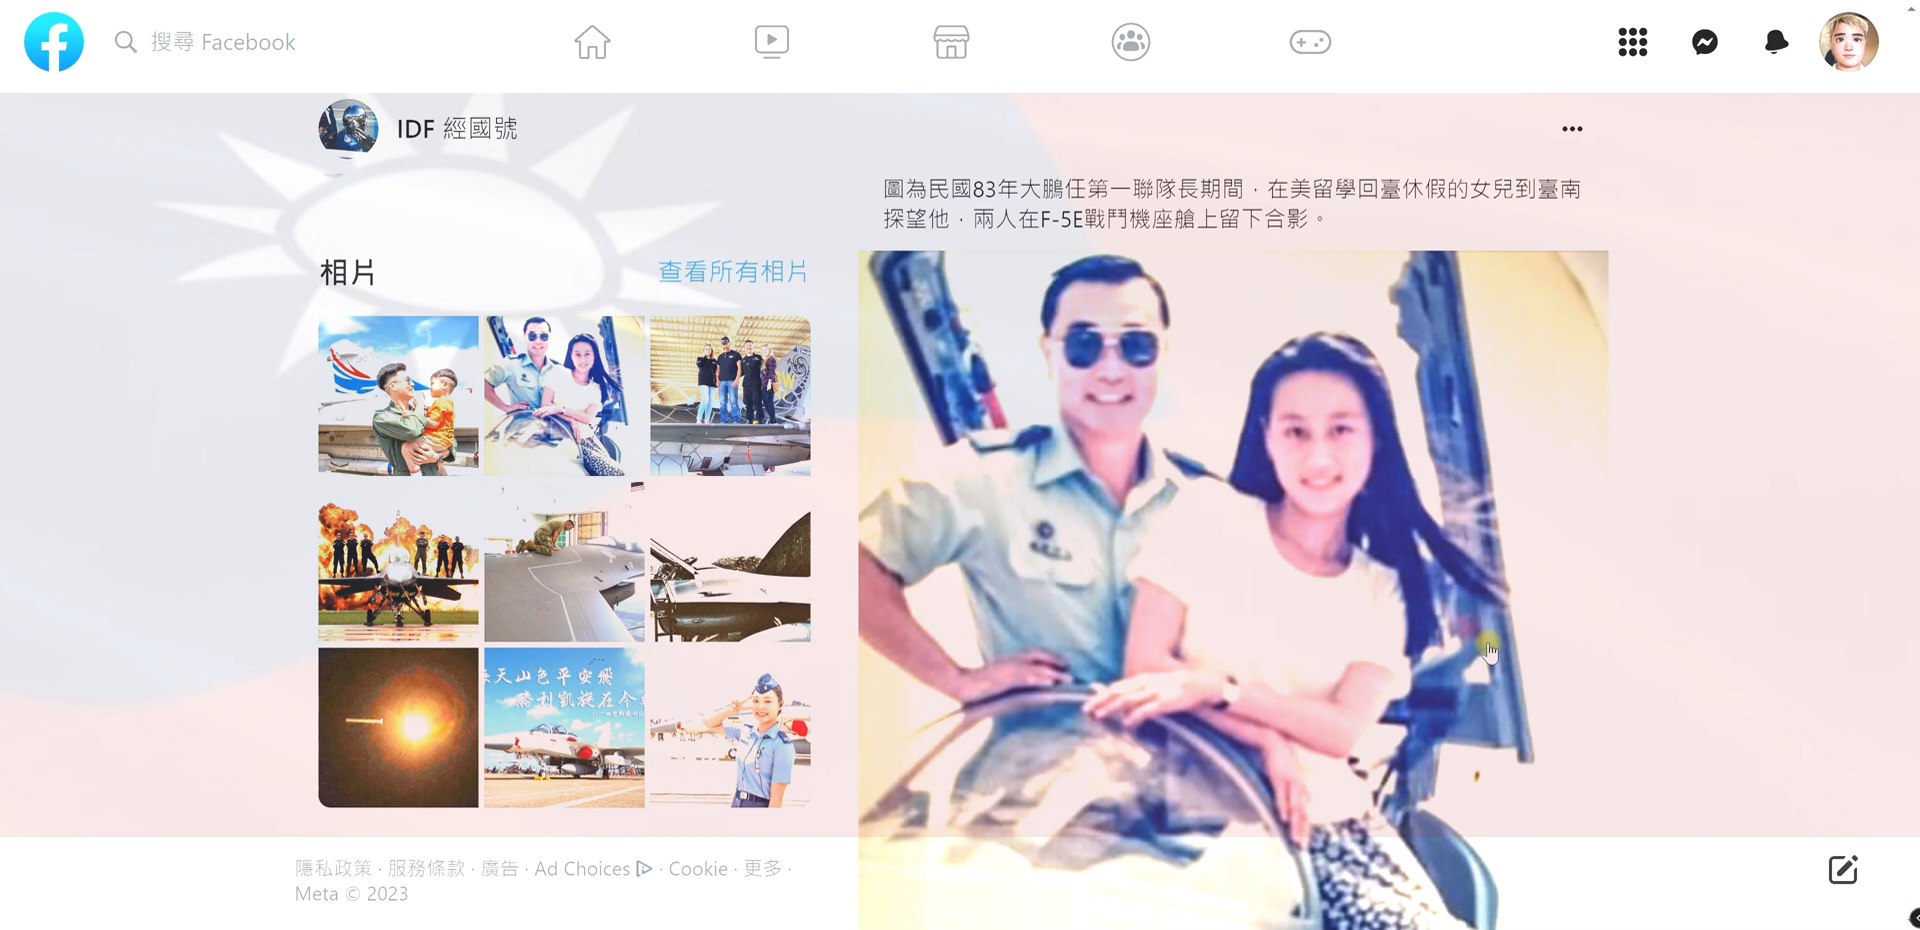 搜尋 Facebook
IDF 經國號
圖為民國83年大鵬任第一聯隊長期間，在美留學回臺休假的女兒到臺南
探望他，兩人在F-5E戰鬥機座艙上留下合影。
相片
查看所有相片
天山色平安飛
勝利凱旋在今
隱私政策 · 服務條款 · 廣告 · Ad Choices · Cookie · 更多 ·
Meta © 2023